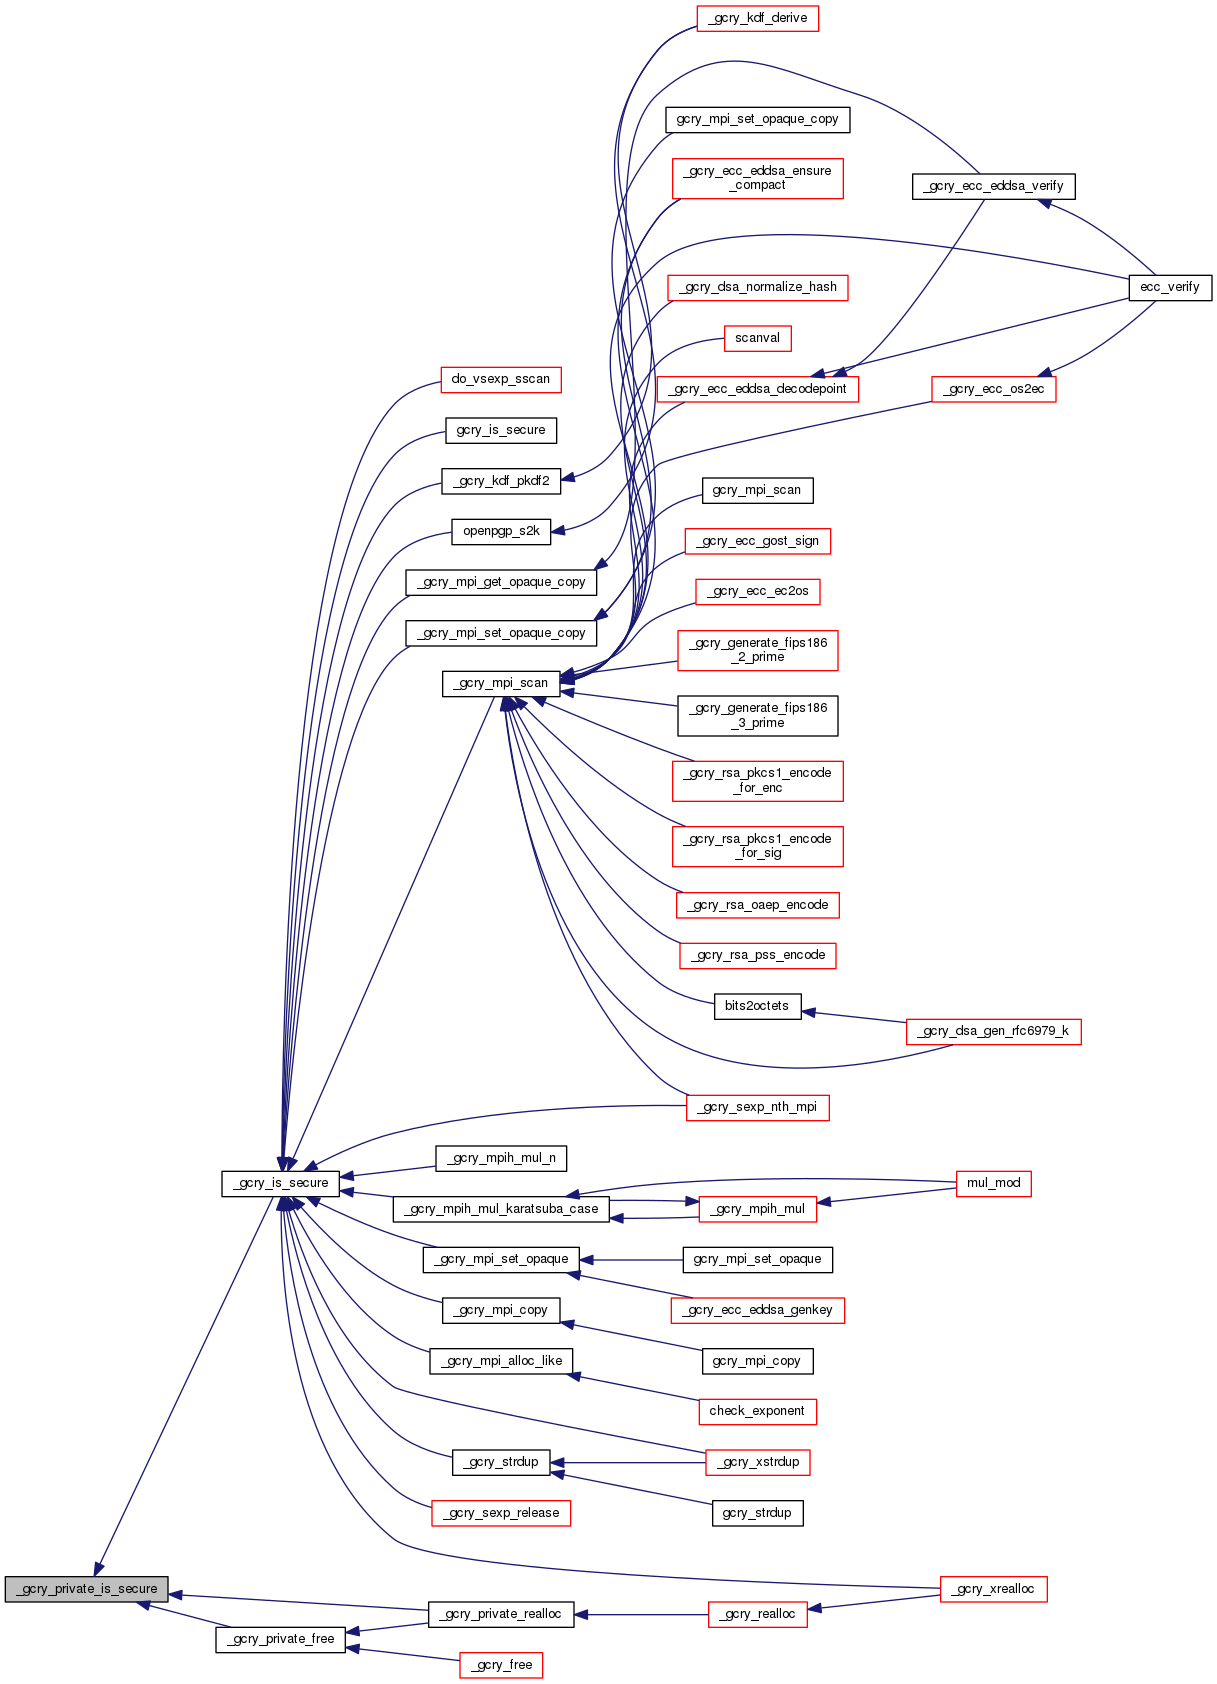 _gcry_kdf_derive
gcry_mpi_set_opaque_copy
_gcry_ecc_eddsa_ensure
_compact
_gcry_ecc_eddsa_verify
ecc_verify
_gcry_dsa_normalize_hash
scanval
do_vsexp_sscan
_gcry_ecc_eddsa_decodepoint
_gcry_ecc_os2ec
gcry_is_secure
_gcry_kdf_pkdf2
gcry_mpi_scan
openpgp_s2k
_gcry_ecc_gost_sign
_gcry_mpi_get_opaque_copy
_gcry_ecc_ec2os
_gcry_mpi_set_opaque_copy
_gcry_generate_fips186
_2_prime
_gcry_mpi_scan
_gcry_generate_fips186
_3_prime
_gcry_rsa_pkcs1_encode
_for_enc
_gcry_rsa_pkcs1_encode
_for_sig
_gcry_rsa_oaep_encode
_gcry_rsa_pss_encode
bits2octets
_gcry_dsa_gen_rfc6979_k
_gcry_sexp_nth_mpi
_gcry_mpih_mul_n
_gcry_is_secure
mul_mod
_gcry_mpih_mul_karatsuba_case
_gcry_mpih_mul
_gcry_mpi_set_opaque
gcry_mpi_set_opaque
_gcry_mpi_copy
_gcry_ecc_eddsa_genkey
_gcry_mpi_alloc_like
gcry_mpi_copy
check_exponent
_gcry_strdup
_gcry_xstrdup
_gcry_sexp_release
gcry_strdup
_gcry_private_is_secure
_gcry_xrealloc
_gcry_private_realloc
_gcry_realloc
_gcry_private_free
_gcry_free